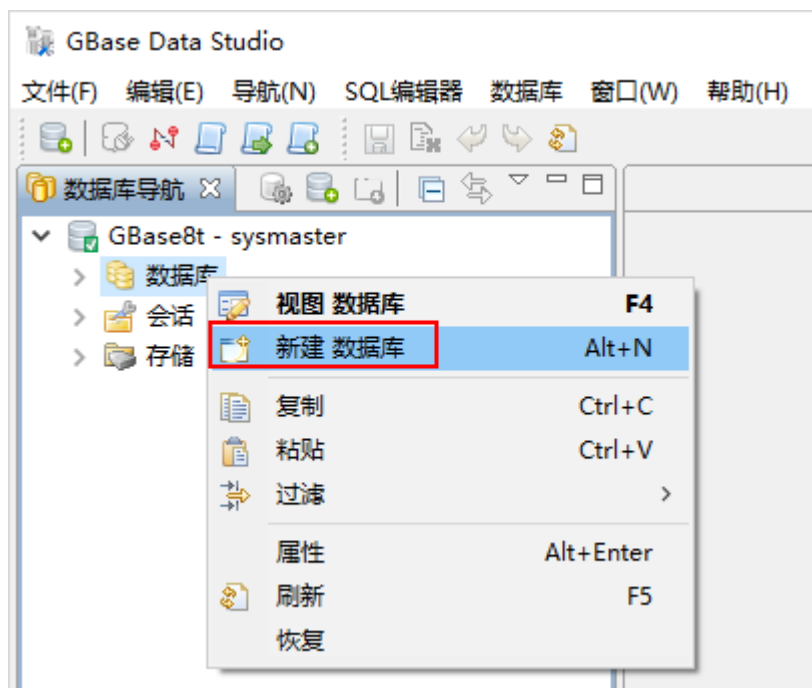 GBase Data Studio
文件(F) 编辑(E) 导航(N) SQL编辑器 数据库 窗口(W) 帮助(H)
数据库导航
GBase8t - sysmaster
数据库
会话
存储
视图 数据库 F4
新建 数据库 Alt+N
复制 Ctrl+C
粘贴 Ctrl+V
过滤
属性 Alt+Enter
刷新 F5
恢复